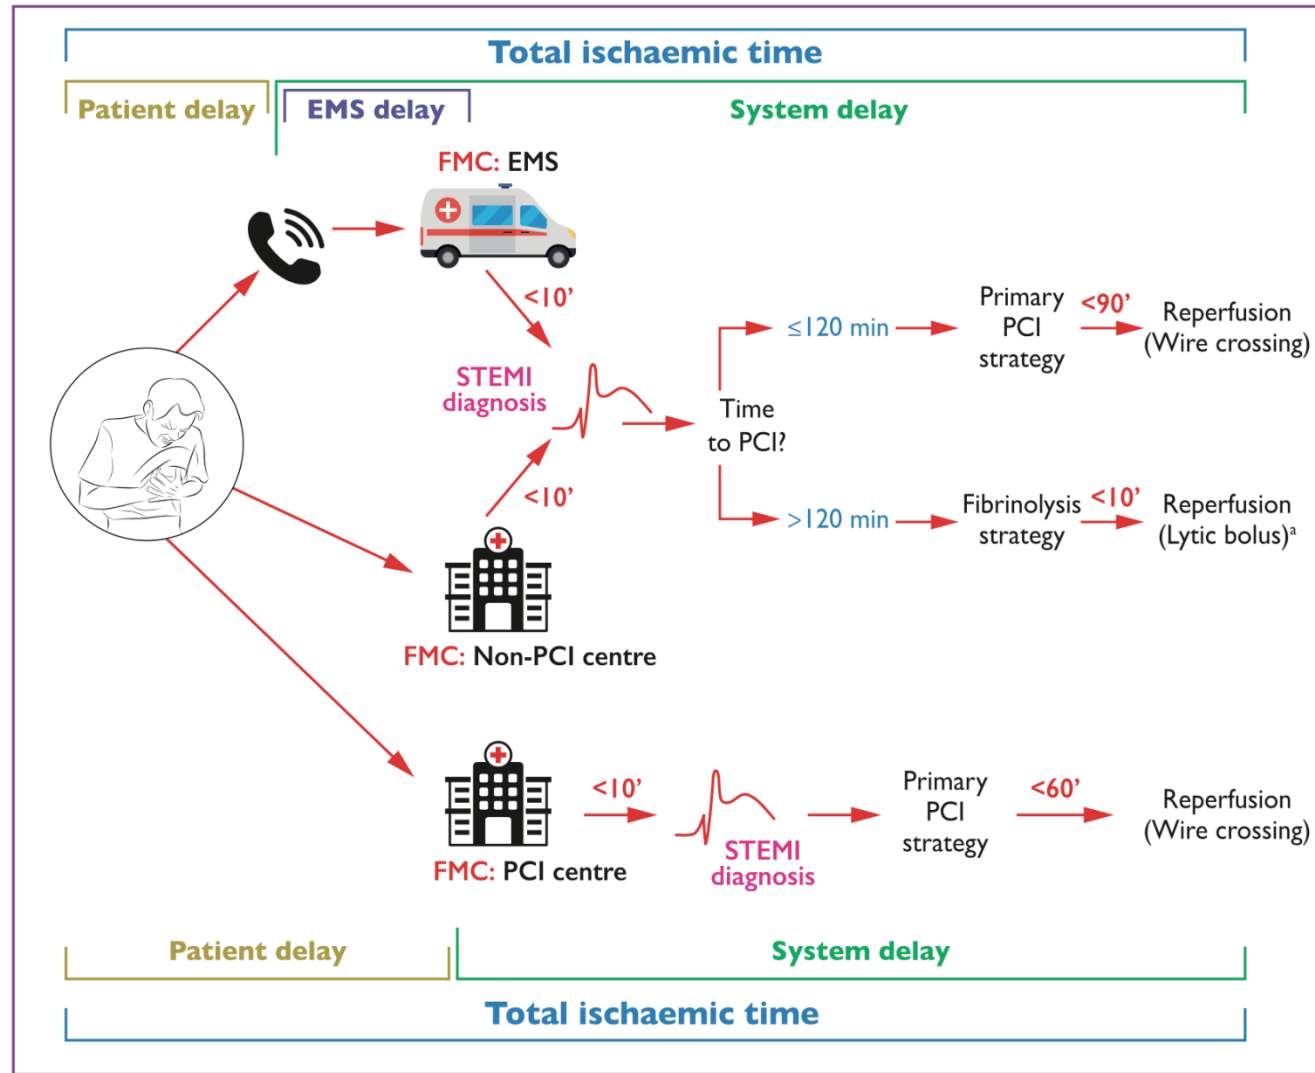 Total ischaemic time
Patient delay
EMS delay
System delay
FMC: EMS
<10’
STEMI
diagnosis
<10’
Time
to PCI?
≤120 min
Primary
PCI
strategy
<90’
Reperfusion
(Wire crossing)
>120 min
Fibrinolysis
strategy
<10’
Reperfusion
(Lytic bolus)ᵃ
FMC: Non-PCI centre
FMC: PCI centre
<10’
STEMI
diagnosis
Primary
PCI
strategy
<60’
Reperfusion
(Wire crossing)
Patient delay
System delay
Total ischaemic time